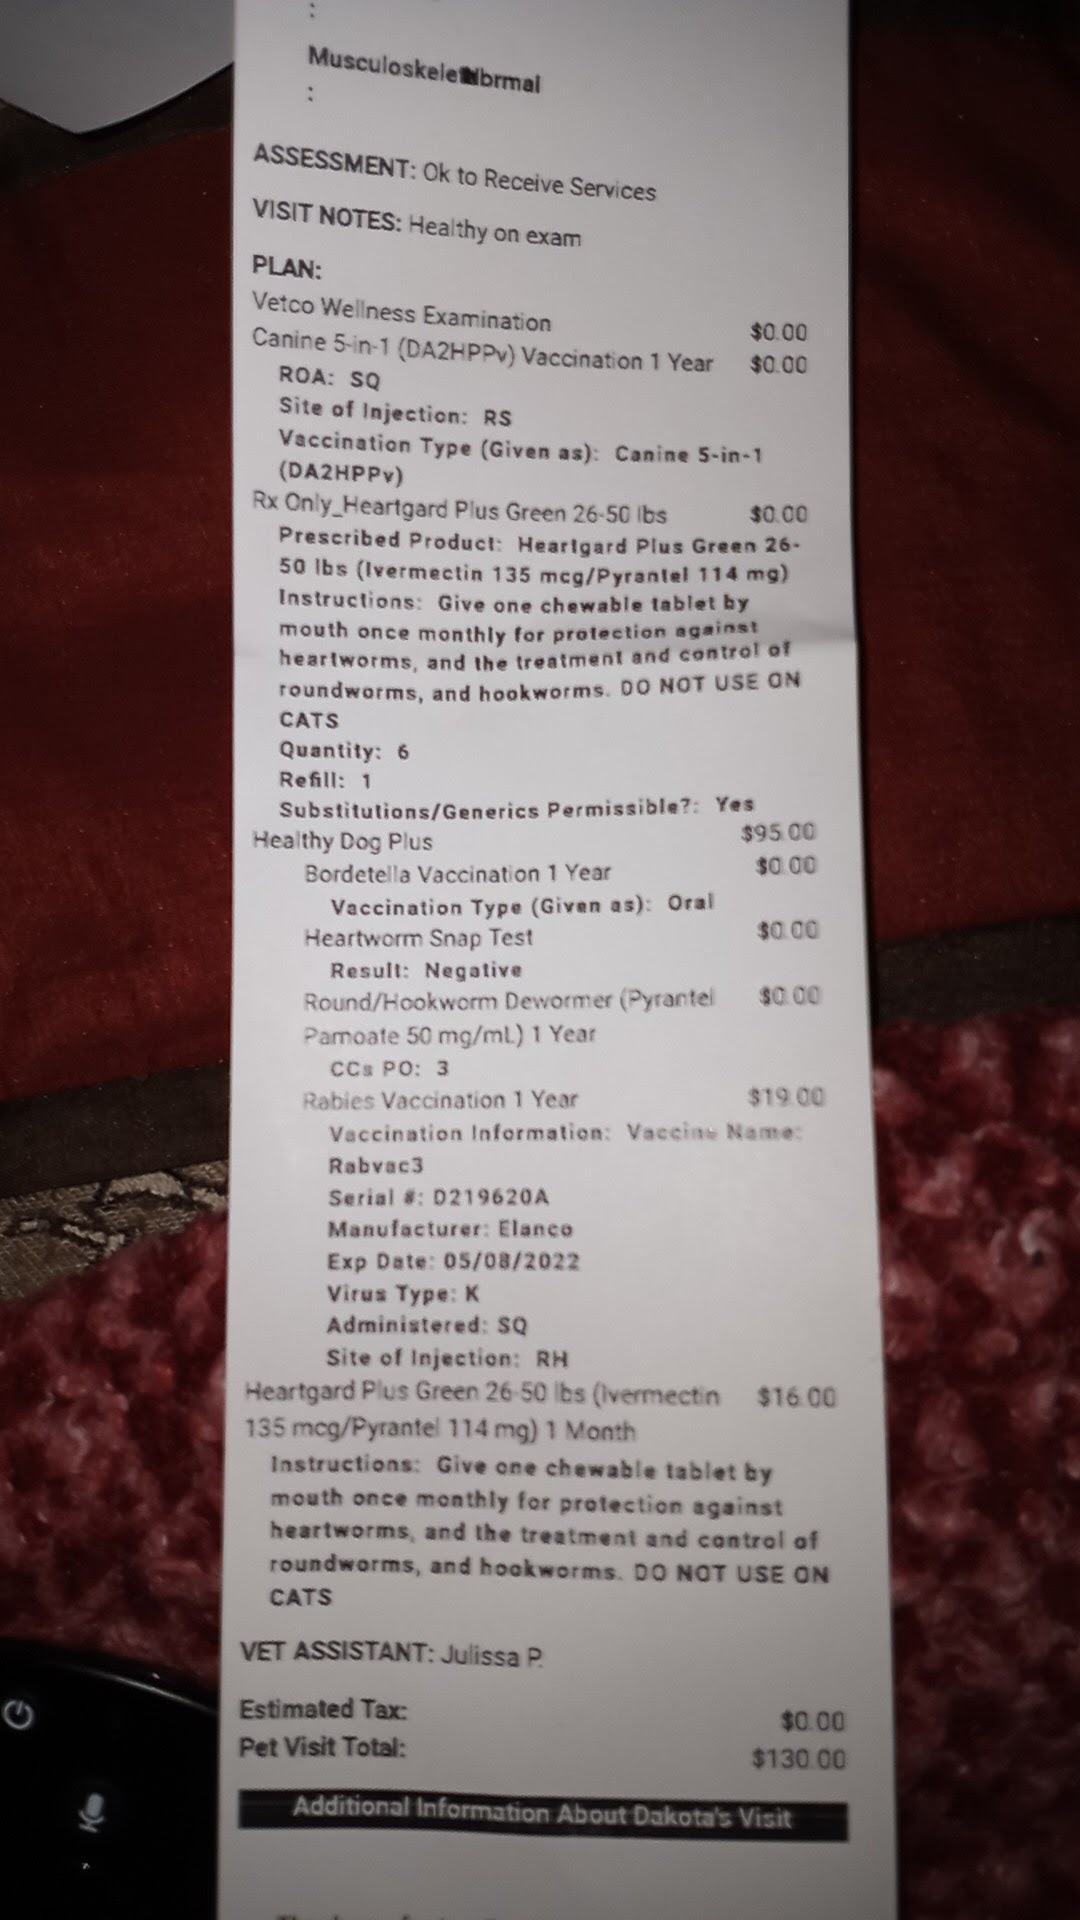 :
Musculoskele
:
ASSESSMENT: Ok to Receive Services
VISIT NOTES: Healthy on exam
PLAN:
Vetco Wellness Examination $0.00
Canine 5-in-1 (DA2HPPv) Vaccination 1 Year $0.00
ROA: SQ
Site of Injection: RS
Vaccination Type (Given as): Canine 5-in-1
(DA2HPPv)
Rx Only_Heartgard Plus Green 26-50 lbs $0.00
Prescribed Product: Heartgard Plus Green 26-
50 lbs (Ivermectin 135 mcg/Pyrantel 114 mg)
Instructions: Give one chewable tablet by
mouth once monthly for protection against
heartworms, and the treatment and control of
roundworms, and hookworms. DO NOT USE ON
CATS
Quantity: 6
Refill: 1
Substitutions/Generics Permissible?: Yes
Healthy Dog Plus $95.00
Bordetella Vaccination 1 Year $0.00
Vaccination Type (Given as): Oral
Heartworm Snap Test $0.00
Result: Negative
Round/Hookworm Dewormer (Pyrantel $0.00
Pamoate 50 mg/mL) 1 Year
CCs PO: 3
Rabies Vaccination 1 Year $19.00
Vaccination Information: Vaccine Name:
Rabvac3
Serial #: D219620A
Manufacturer: Elanco
Exp Date: 05/08/2022
Virus Type: K
Administered: SQ
Site of Injection: RH
Heartgard Plus Green 26-50 lbs (Ivermectin $16.00
135 mcg/Pyrantel 114 mg) 1 Month
Instructions: Give one chewable tablet by
mouth once monthly for protection against
heartworms, and the treatment and control of
roundworms, and hookworms. DO NOT USE ON
CATS
VET ASSISTANT: Julissa P.
Estimated Tax: $0.00
Pet Visit Total: $130.00
Additional Information About Dakota's Visit